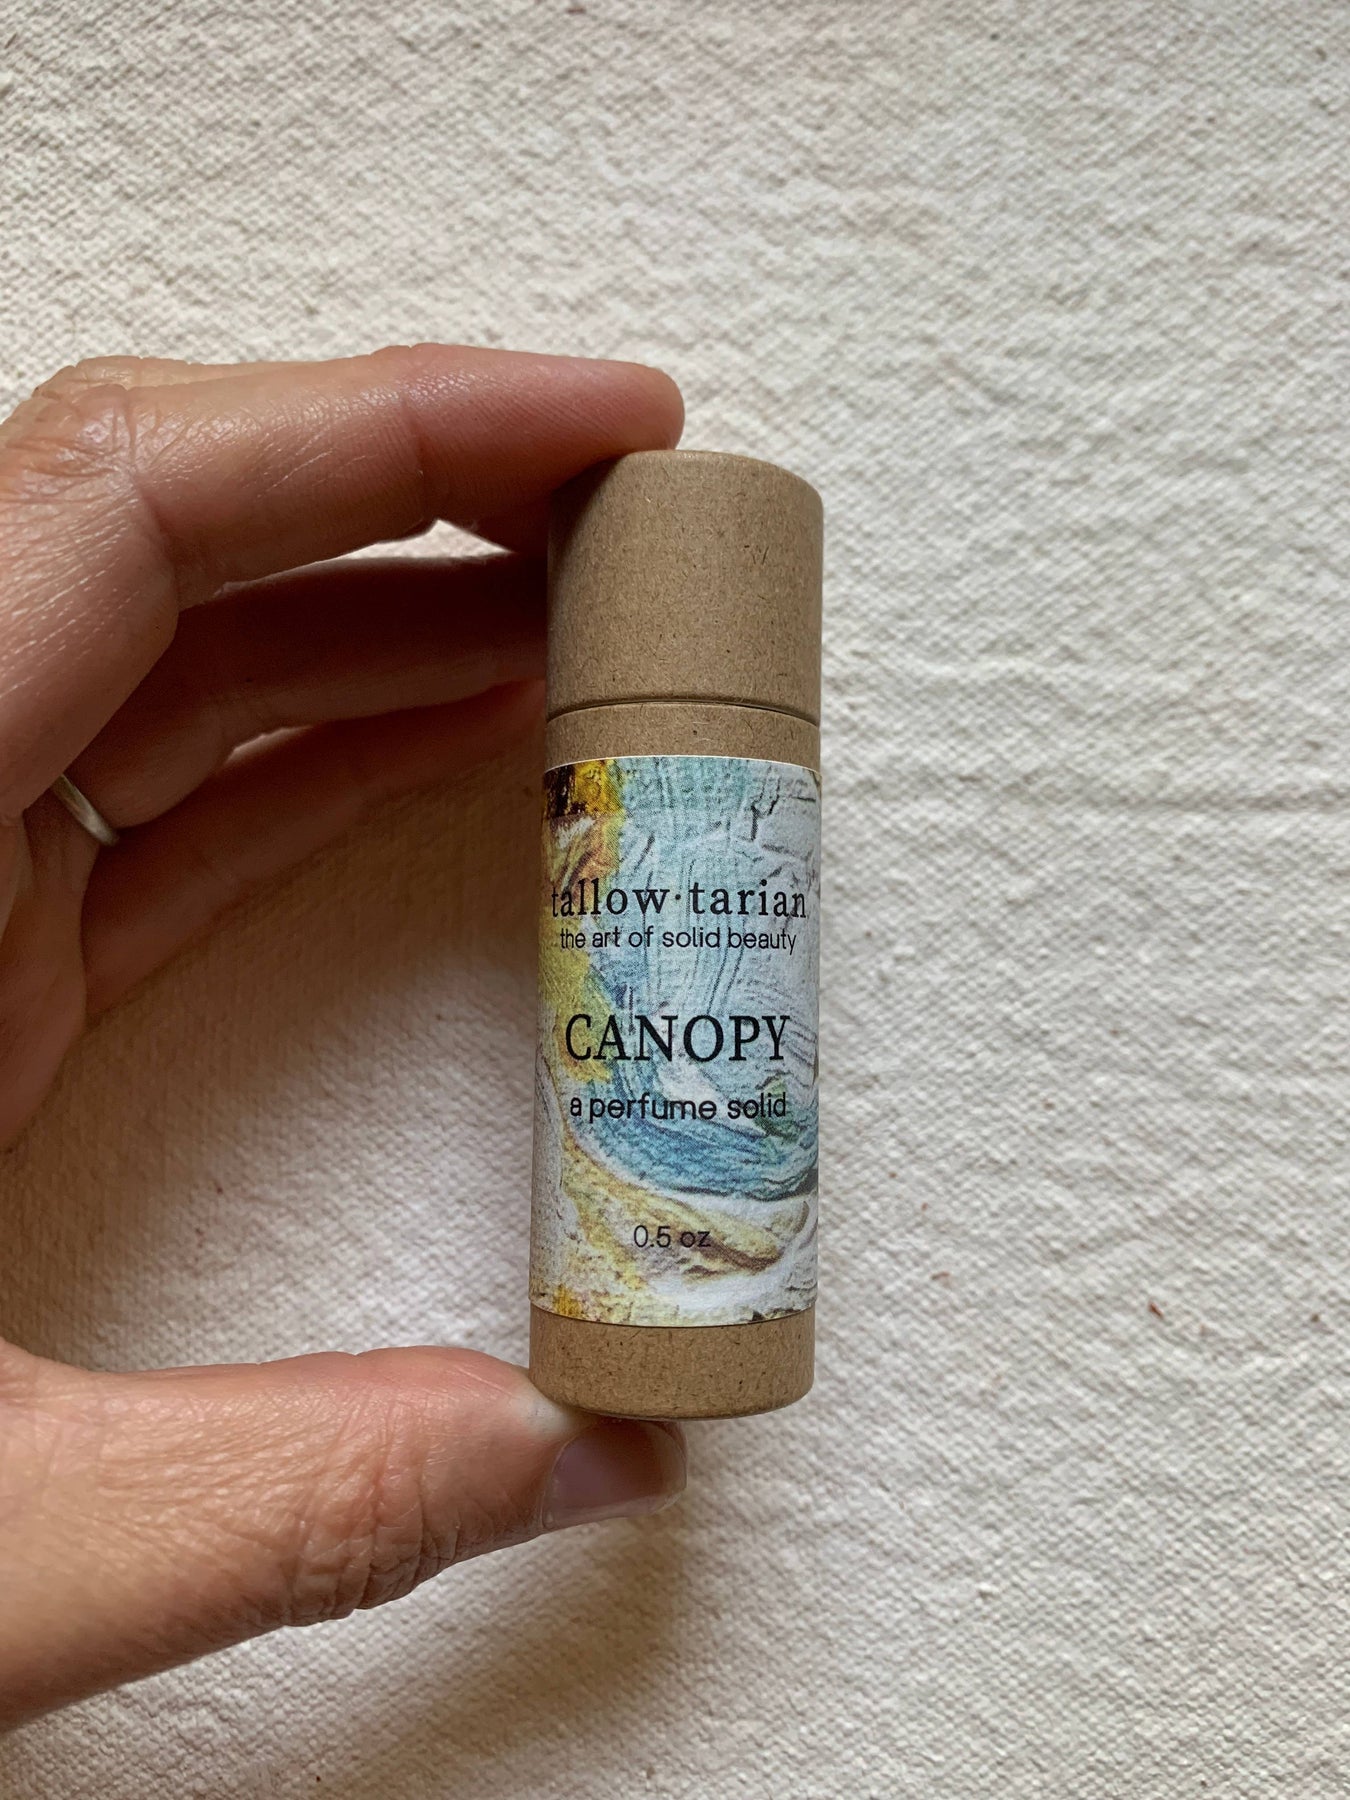 tallow·tarian
the art of solid beauty
CANOPY
a perfume solid
0.5 oz